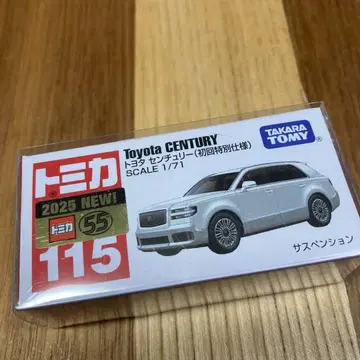 Toyota CENTURY
トヨタ センチュリー(初回特別仕様)
SCALE 1/71
TAKARA
TOMY
®
トミカ
2025 NEW!
トミカ 55
115
サスペンション